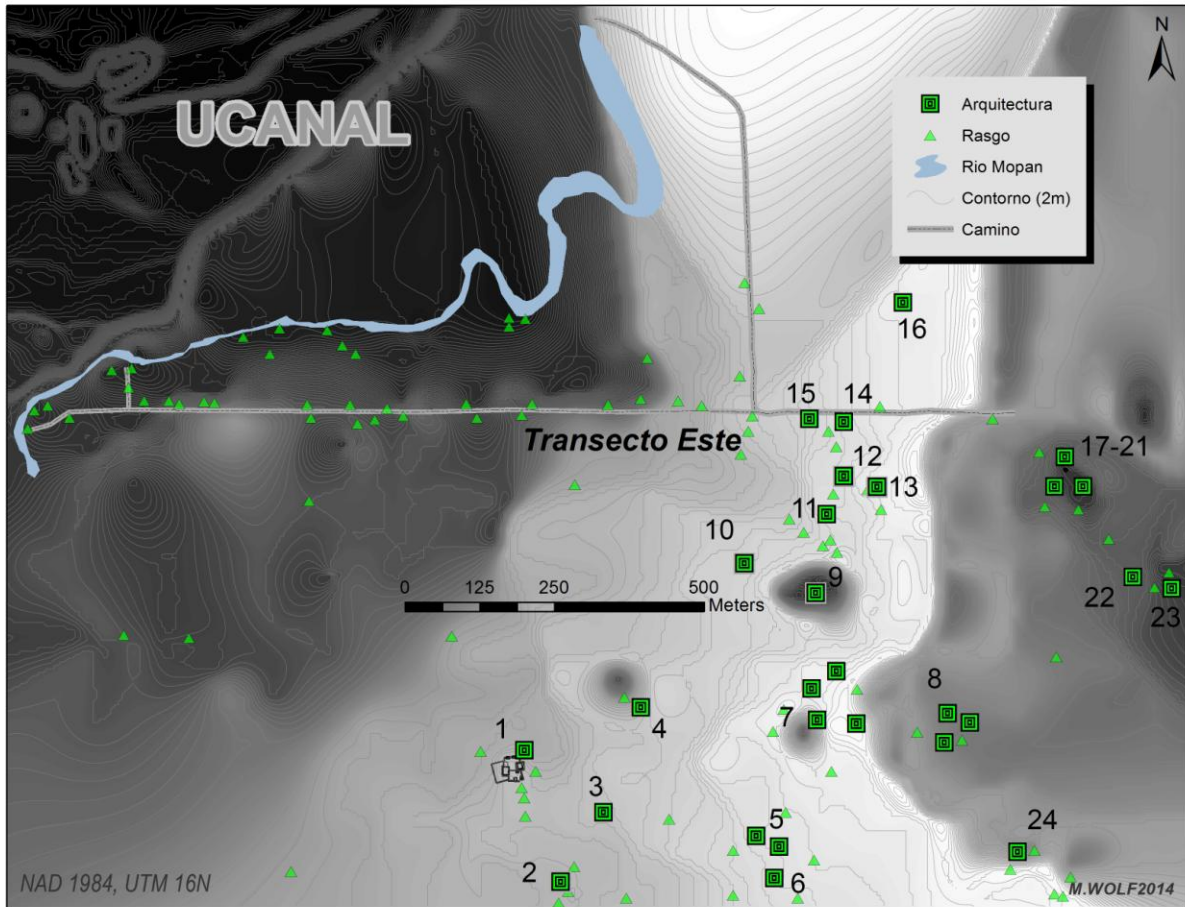 N
UCANAL
Arquitectura
Rasgo
Rio Mopan
Contorno (2m)
Camino
16
15 14
Transecto Este
12
13
17-21
11
10
0 125 250 500
Meters
9
22
23
8
7
4
1
3
5
24
2
6
NAD 1984, UTM 16N
M.WOLF2014